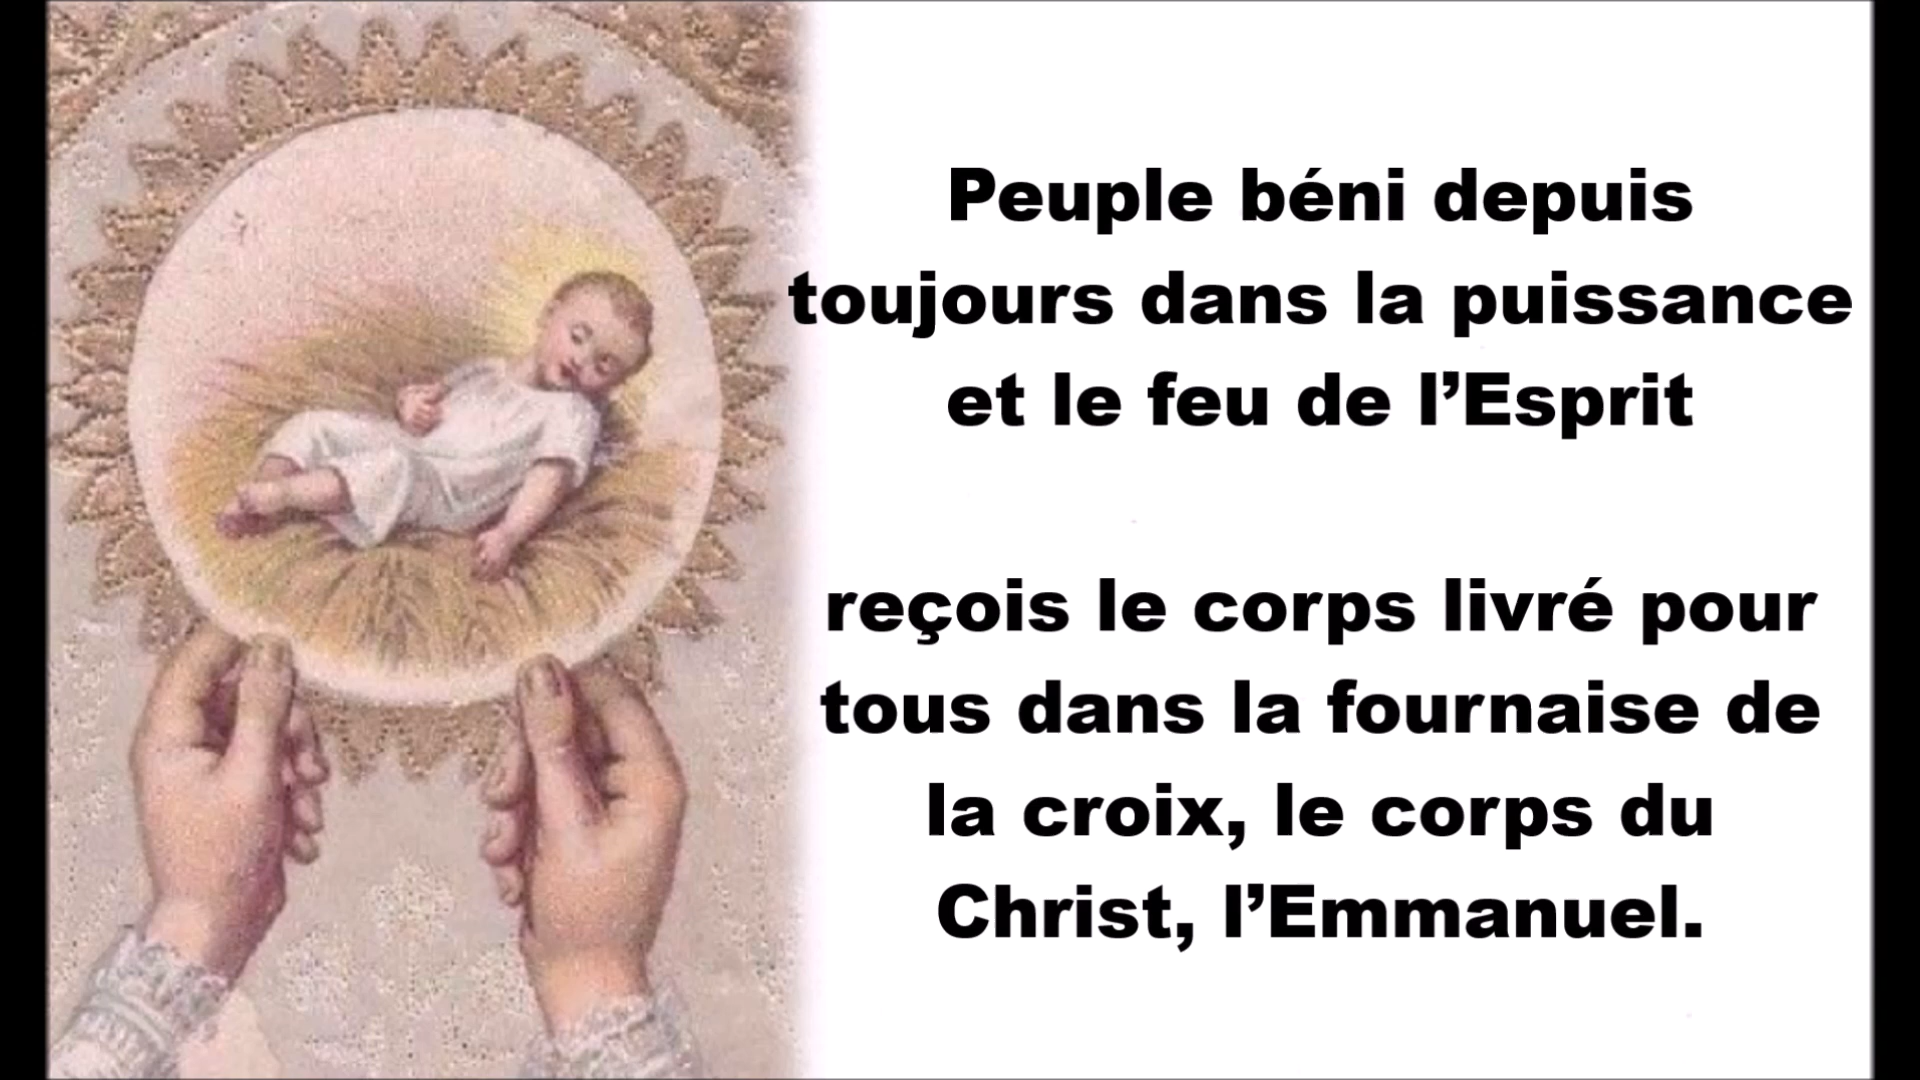 Peuple béni depuis
toujours dans la puissance
et le feu de l’Esprit
reçois le corps livré pour
tous dans la fournaise de
la croix, le corps du
Christ, l’Emmanuel.